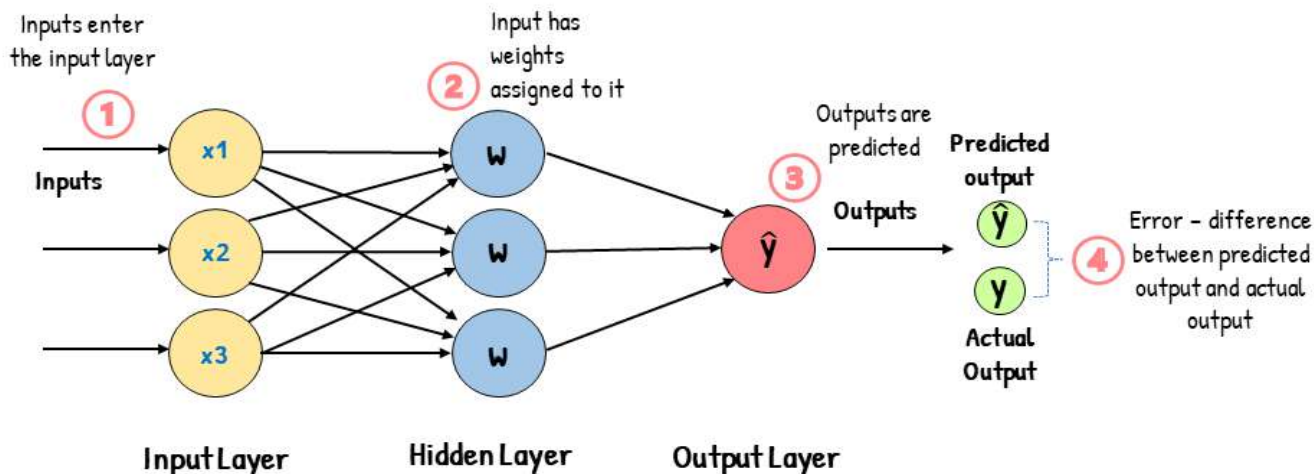 Inputs enter
the input layer
1
Inputs
x1
x2
x3
Input Layer
2
Input has
weights
assigned to it
w
w
w
Hidden Layer
3
Outputs are
predicted
ŷ
Outputs
Output Layer
Predicted
output
ŷ
y
Actual
Output
4
Error – difference
between predicted
output and actual
output